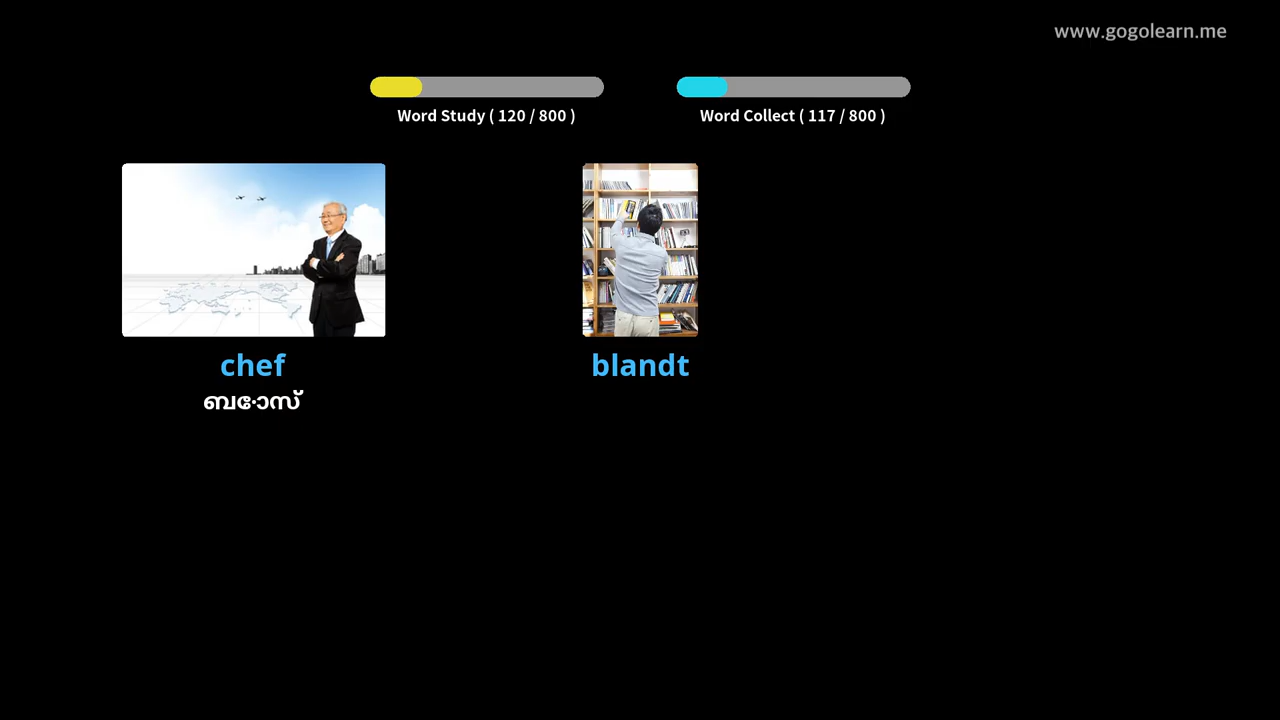 www.gogolearn.me
Word Study ( 120 / 800 )
Word Collect ( 117 / 800 )
chef
ബോസ്
blandt